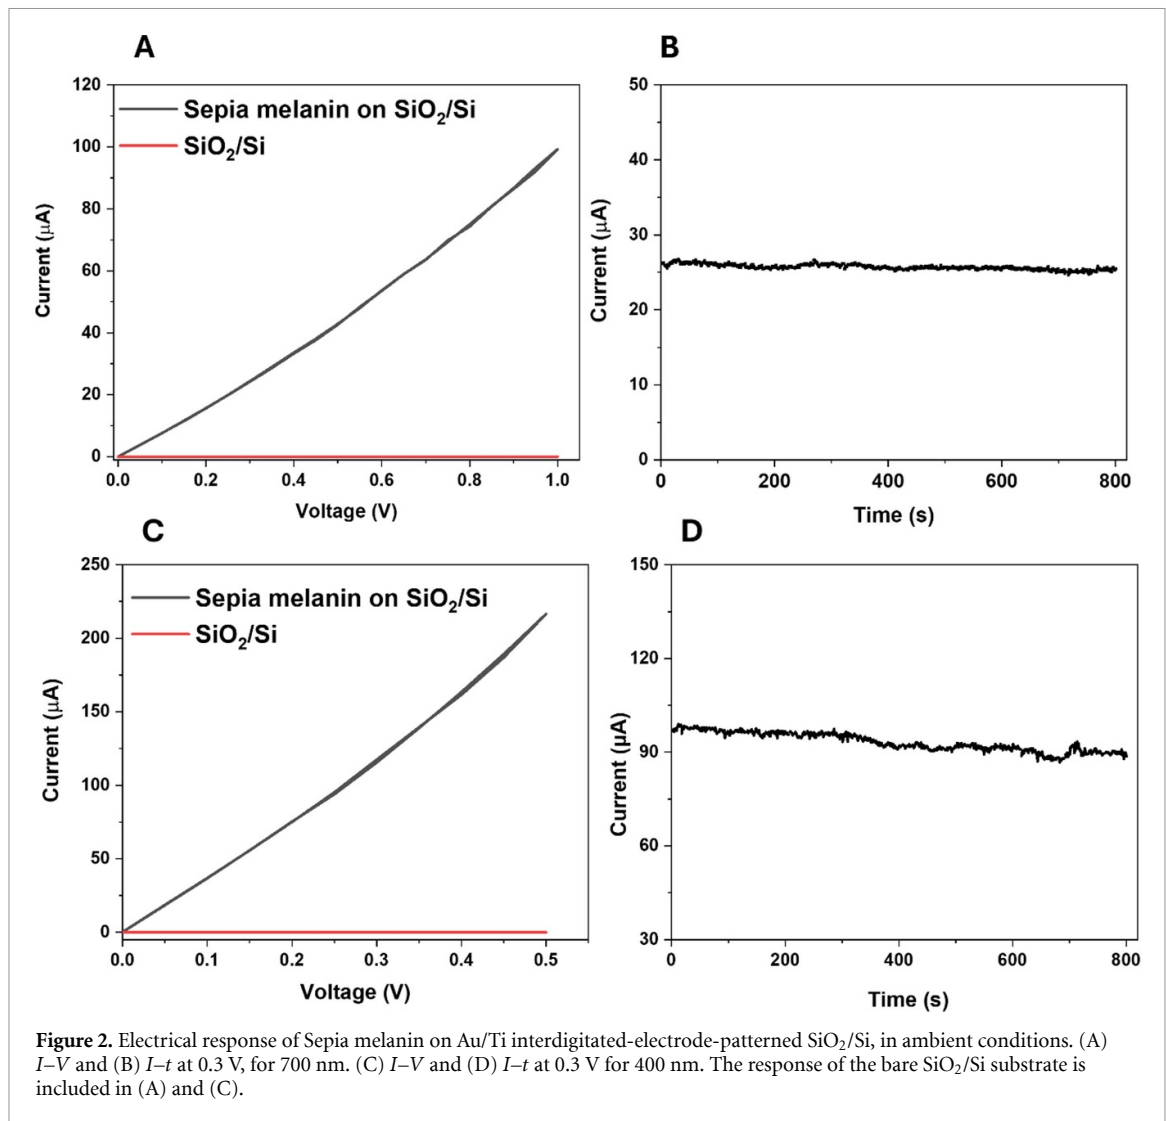 A
120
100
80
60
40
20
0
Current (μA)
Sepia melanin on SiO₂/Si
SiO₂/Si
0.0 0.2 0.4 0.6 0.8 1.0
Voltage (V)
B
50
40
30
20
10
0
Current (μA)
0 200 400 600 800
Time (s)
C
250
200
150
100
50
0
Current (μA)
Sepia melanin on SiO₂/Si
SiO₂/Si
0.0 0.1 0.2 0.3 0.4 0.5
Voltage (V)
D
150
120
90
60
30
Current (μA)
0 200 400 600 800
Time (s)
Figure 2. Electrical response of Sepia melanin on Au/Ti interdigitated-electrode-patterned SiO₂/Si, in ambient conditions. (A)
I–V and (B) I–t at 0.3 V, for 700 nm. (C) I–V and (D) I–t at 0.3 V for 400 nm. The response of the bare SiO₂/Si substrate is
included in (A) and (C).